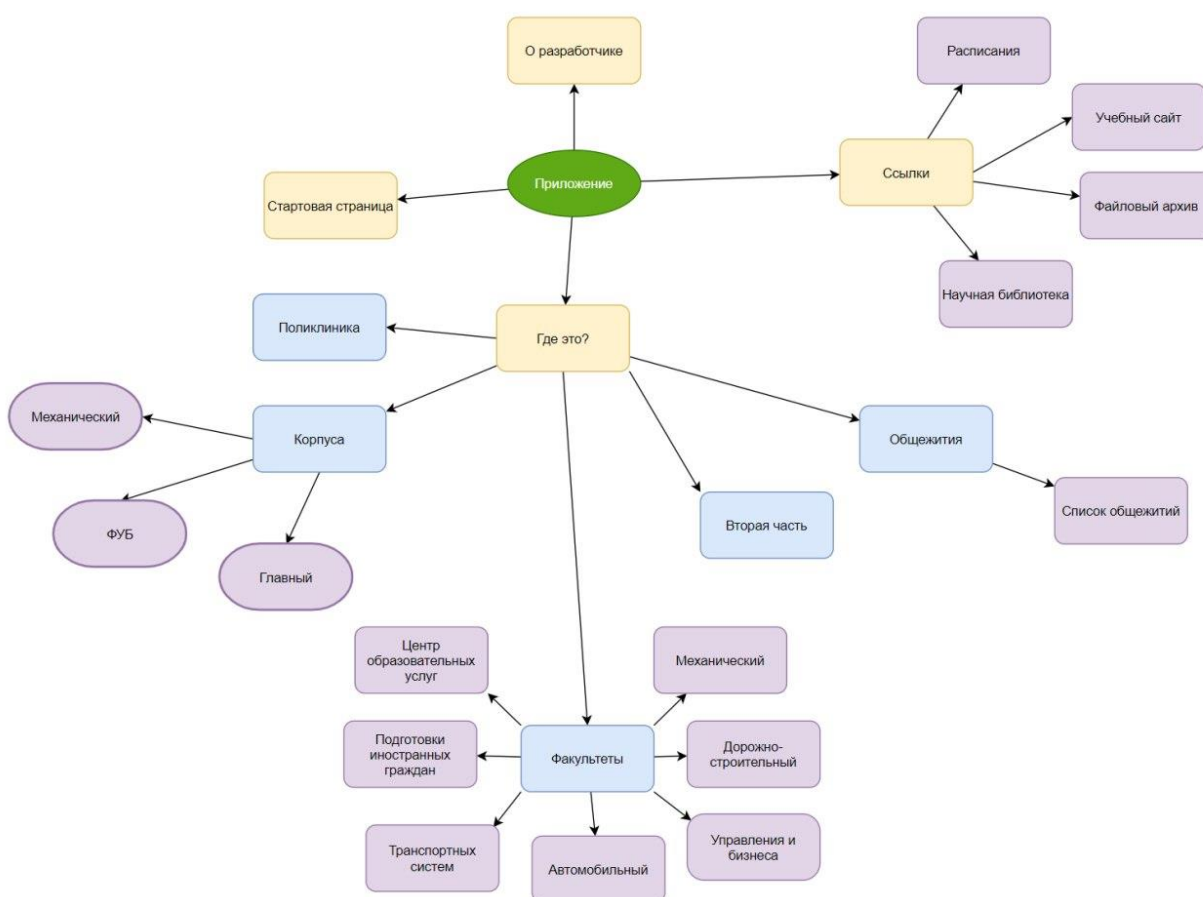 О разработчике
Расписания
Учебный сайт
Приложение
Ссылки
Стартовая страница
Файловый архив
Научная библиотека
Поликлиника
Где это?
Механический
Корпуса
Общежития
ФУБ
Вторая часть
Список общежитий
Главный
Центр
образовательных
услуг
Механический
Подготовки
иностранных
граждан
Факультеты
Дорожно-
строительный
Транспортных
систем
Автомобильный
Управления и
бизнеса